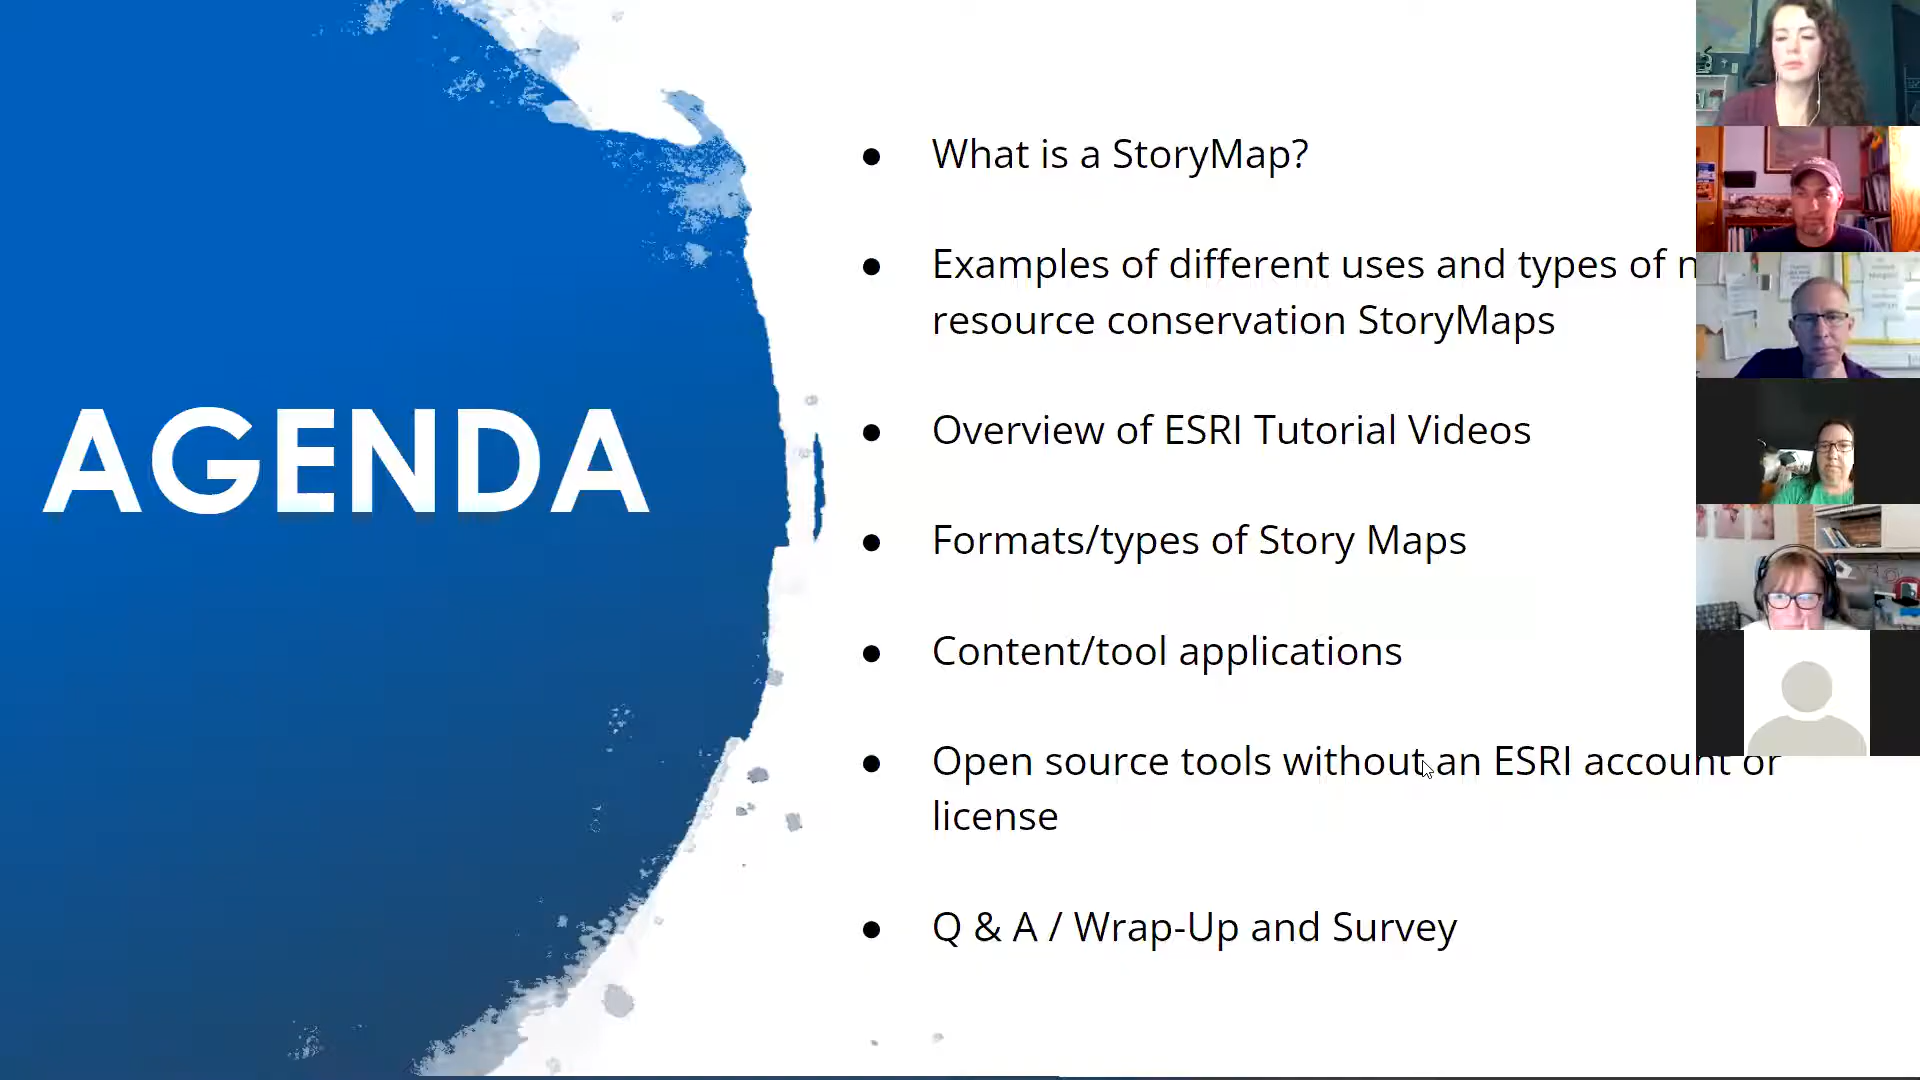 AGENDA
● What is a StoryMap?
● Examples of different uses and types of
resource conservation StoryMaps
● Overview of ESRI Tutorial Videos
● Formats/types of Story Maps
● Content/tool applications
● Open source tools without an ESRI account or
license
● Q & A / Wrap-Up and Survey